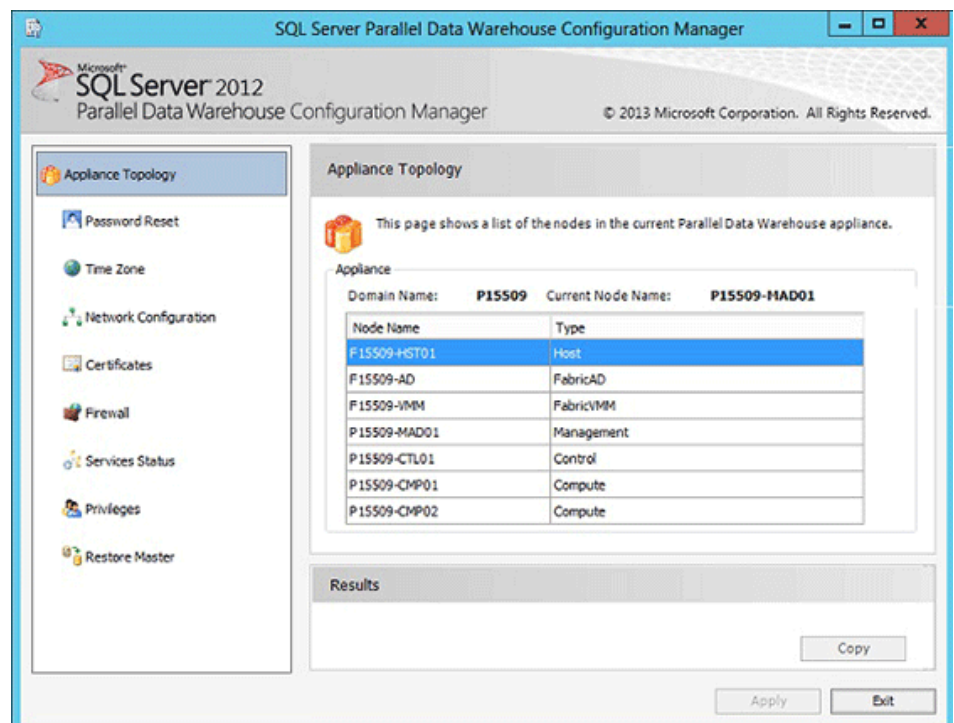 SQL Server Parallel Data Warehouse Configuration Manager
Microsoft®
SQL Server 2012
Parallel Data Warehouse Configuration Manager
© 2013 Microsoft Corporation. All Rights Reserved.
Appliance Topology
Password Reset
Time Zone
Network Configuration
Certificates
Firewall
Services Status
Privileges
Restore Master
Appliance Topology
This page shows a list of the nodes in the current Parallel Data Warehouse appliance.
Appliance
Domain Name: P15509 Current Node Name: P15509-MAD01
Node Name Type
F15509-HST01 Host
F15509-AD FabricAD
F15509-VMM FabricVMM
P15509-MAD01 Management
P15509-CTL01 Control
P15509-CMP01 Compute
P15509-CMP02 Compute
Results
Copy
Apply Exit